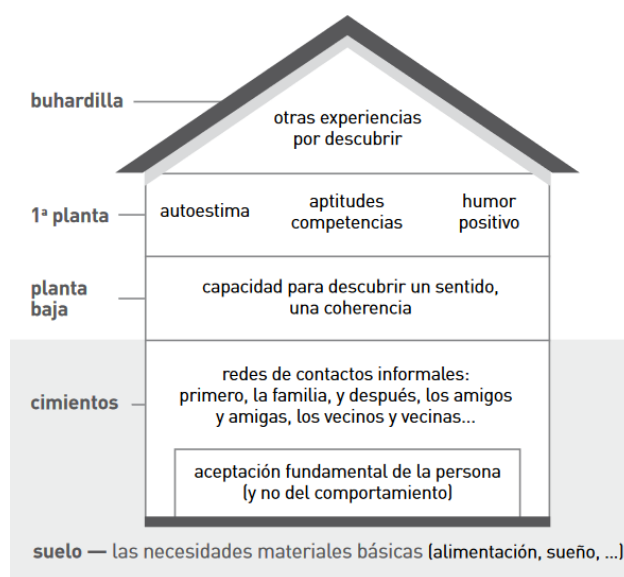 buhardilla
otras experiencias
por descubrir
1ª planta
autoestima
aptitudes
competencias
humor
positivo
planta
baja
capacidad para descubrir un sentido,
una coherencia
cimientos
redes de contactos informales:
primero, la familia, y después, los amigos
y amigas, los vecinos y vecinas...
aceptación fundamental de la persona
(y no del comportamiento)
suelo — las necesidades materiales básicas (alimentación, sueño, ...)